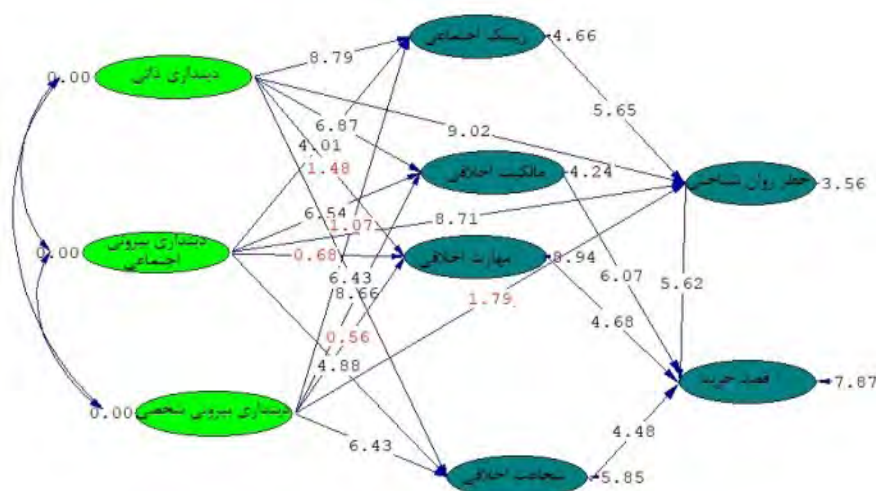 ریسک اجتماعی
4.66
8.79
دینداری ذاتی
0.00
5.65
6.87
9.02
4.01
1.48
مالکیت اخلاقی
4.24
خطر روان شناختی
3.56
6.54
8.71
1.07
دینداری بیرونی
اجتماعی
0.00
0.68
مهارت اخلاقی
8.94
6.07
6.43
8.66
1.79
5.62
4.68
0.56
4.88
قصد خرید
7.87
دینداری بیرونی شخصی
0.00
6.43
4.48
شجاعت اخلاقی
5.85